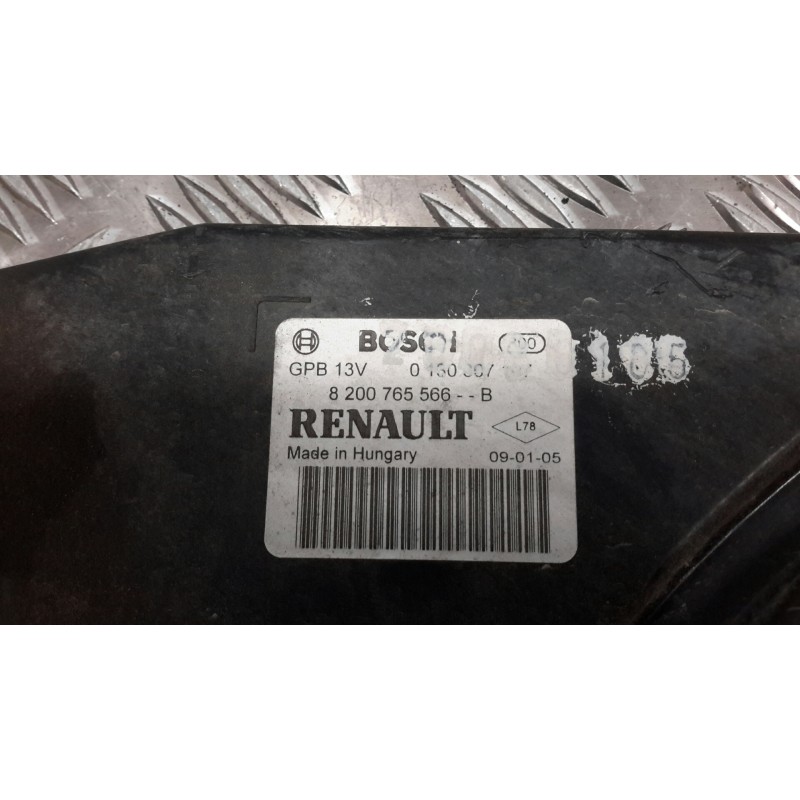 BOSCH
GPB 13V
8 200 765 566 - - B
RENAULT
L78
Made in Hungary 09-01-05